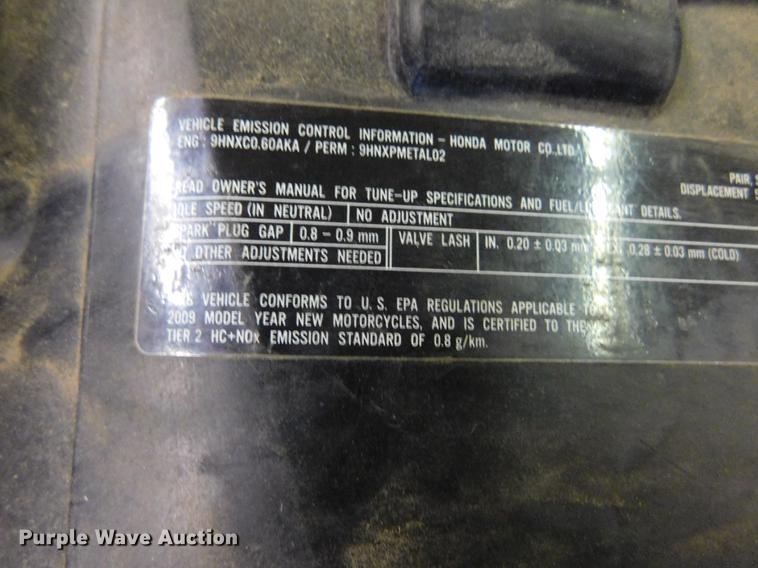 VEHICLE EMISSION CONTROL INFORMATION - HONDA MOTOR CO.,LTD.
ENG : 9HNXC0.60AKA / PERM : 9HNXPMETAL02
PAIR,
DISPLACEMENT
READ OWNER'S MANUAL FOR TUNE-UP SPECIFICATIONS AND DETAILS.
IDLE SPEED (IN NEUTRAL) NO ADJUSTMENT
SPARK PLUG GAP 0.8 - 0.9 mm VALVE LASH IN. 0.20 ± 0.03 mm 0.28 ± 0.03 mm (COLD)
NO OTHER ADJUSTMENTS NEEDED
THIS VEHICLE CONFORMS TO U.S. EPA REGULATIONS APPLICABLE TO
2009 MODEL YEAR NEW MOTORCYCLES, AND IS CERTIFIED TO THE
TIER 2 HC+NOx EMISSION STANDARD OF 0.8 g/km.
Purple Wave Auction